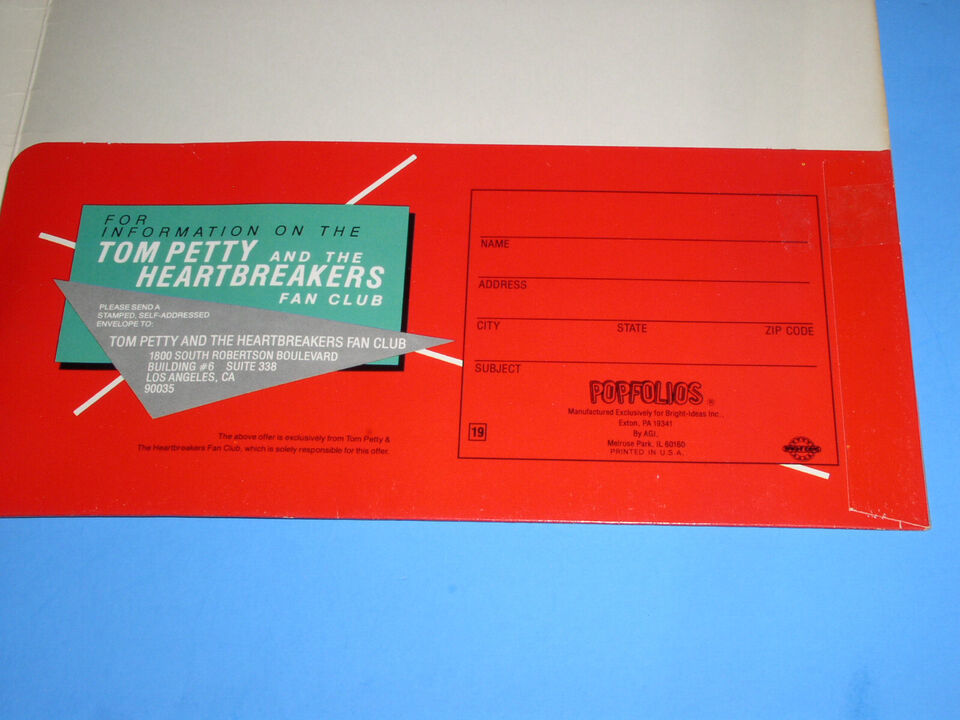 FOR
INFORMATION ON THE
TOM PETTY AND THE
HEARTBREAKERS
FAN CLUB
PLEASE SEND A
STAMPED, SELF-ADDRESSED
ENVELOPE TO:
TOM PETTY AND THE HEARTBREAKERS FAN CLUB
1800 SOUTH ROBERTSON BOULEVARD
BUILDING #6 SUITE 338
LOS ANGELES, CA
90035
The above offer is exclusively from Tom Petty &
The Heartbreakers Fan Club, which is solely responsible for this offer.
NAME
ADDRESS
CITY STATE ZIP CODE
SUBJECT
POPFOLIOS ®
Manufactured Exclusively for Bright-Ideas Inc.,
Exton, PA 19341
By AGI,
Melrose Park, IL 60160
PRINTED IN U.S.A.
19